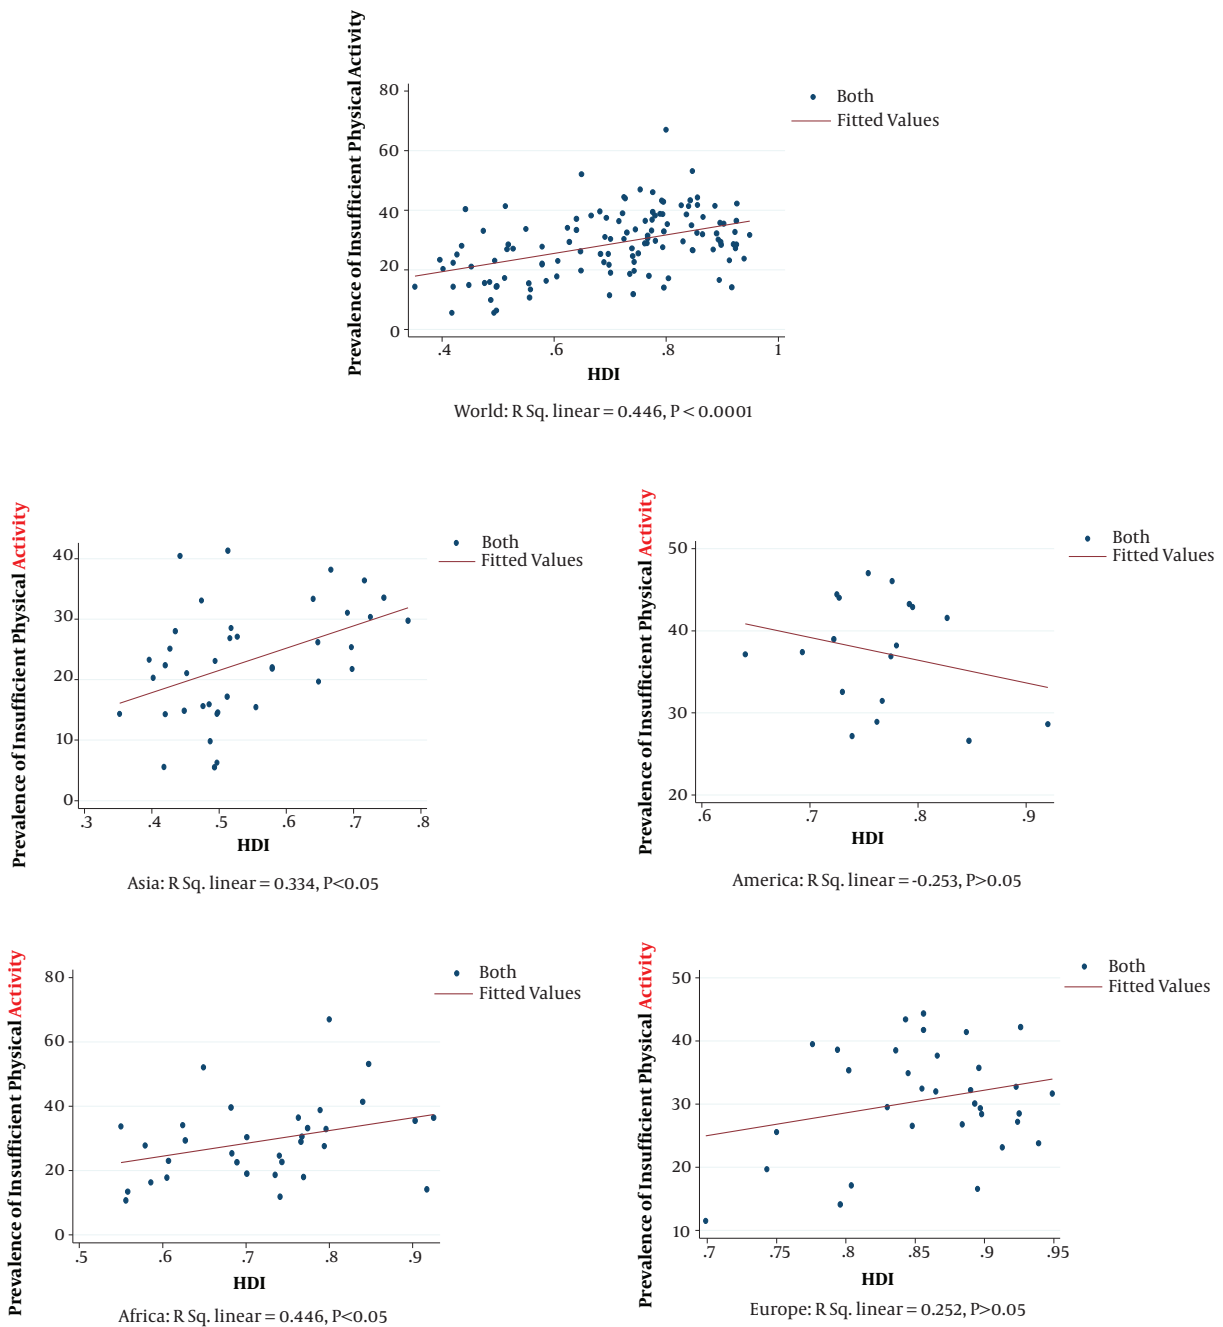 Prevalence of Insufficient Physical Activity
80
60
40
20
0
.4
.6
.8
1
HDI
Both
Fitted Values
World: R Sq. linear = 0.446, P < 0.0001
Prevalence of Insufficient Physical Activity
40
30
20
10
0
.3
.4
.5
.6
.7
.8
HDI
Both
Fitted Values
Asia: R Sq. linear = 0.334, P<0.05
Prevalence of Insufficient Physical Activity
50
40
30
20
.6
.7
.8
.9
HDI
Both
Fitted Values
America: R Sq. linear = -0.253, P>0.05
Prevalence of Insufficient Physical Activity
80
60
40
20
0
.5
.6
.7
.8
.9
HDI
Both
Fitted Values
Africa: R Sq. linear = 0.446, P<0.05
Prevalence of Insufficient Physical Activity
50
40
30
20
10
.7
.75
.8
.85
.9
.95
HDI
Both
Fitted Values
Europe: R Sq. linear = 0.252, P>0.05